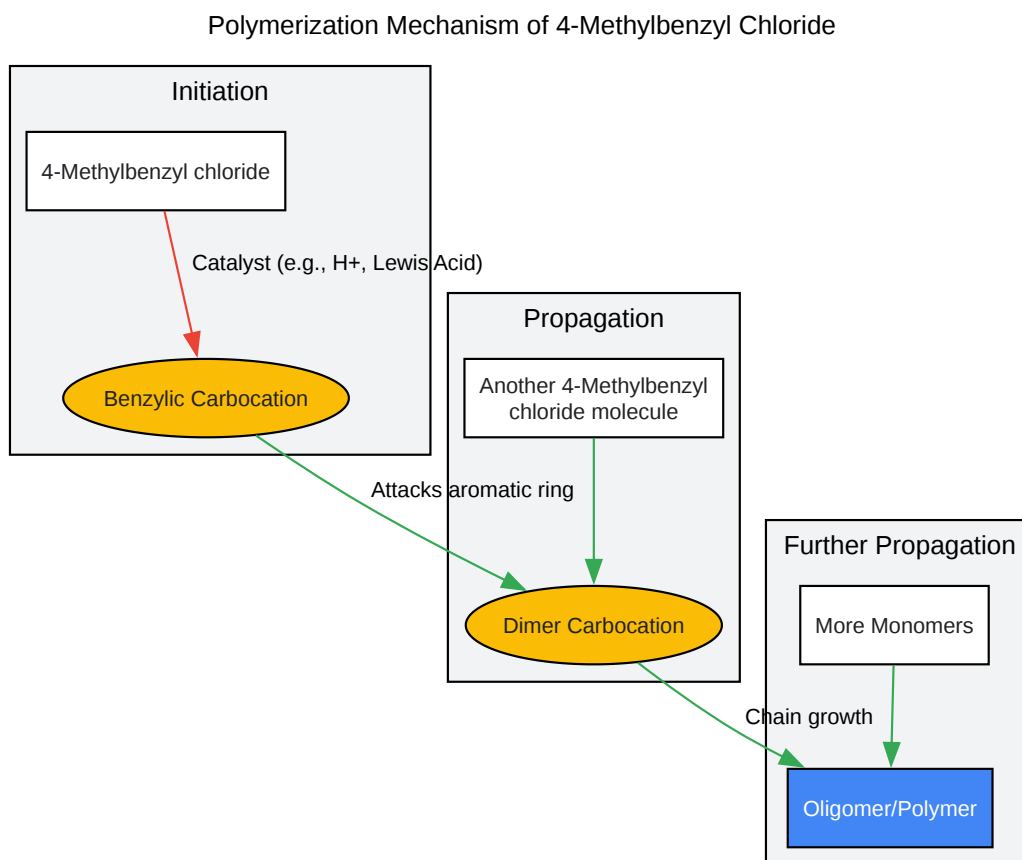 Polymerization Mechanism of 4-Methylbenzyl Chloride
Initiation
4-Methylbenzyl chloride
Catalyst (e.g., H+, Lewis Acid)
Benzylic Carbocation
Propagation
Another 4-Methylbenzyl
chloride molecule
Attacks aromatic ring
Dimer Carbocation
Further Propagation
More Monomers
Chain growth
Oligomer/Polymer